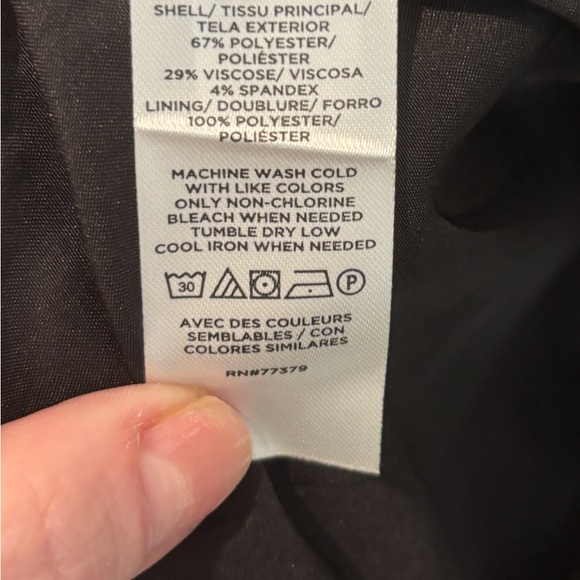 SHELL/ TISSU PRINCIPAL/
TELA EXTERIOR
67% POLYESTER/
POLIÉSTER
29% VISCOSE/ VISCOSA
4% SPANDEX
LINING/ DOUBLURE/ FORRO
100% POLYESTER/
POLIÉSTER
MACHINE WASH COLD
WITH LIKE COLORS
ONLY NON-CHLORINE
BLEACH WHEN NEEDED
TUMBLE DRY LOW
COOL IRON WHEN NEEDED
30 P
AVEC DES COULEURS
SEMBLABLES / CON
COLORES SIMILARES
RN#77379